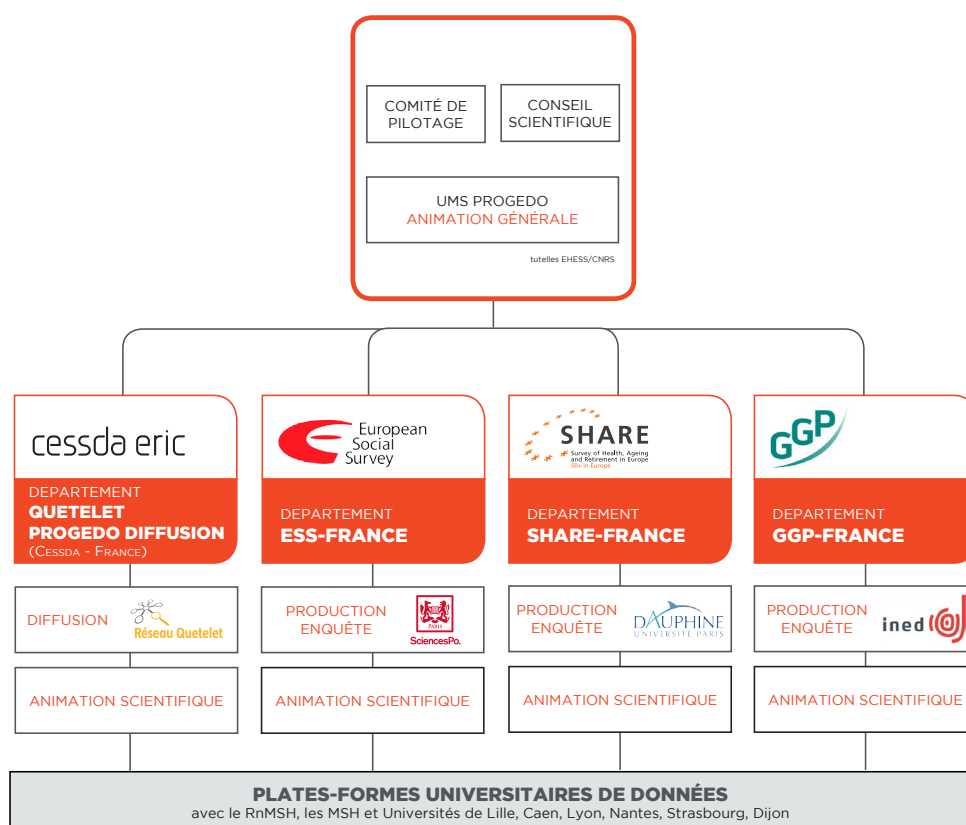 COMITÉ DE
PILOTAGE
CONSEIL
SCIENTIFIQUE
UMS PROGEDO
ANIMATION GÉNÉRALE
tutelles EHESS/CNRS
cessda eric
DEPARTEMENT
QUETELET
PROGEDO DIFFUSION
(CESSDA - FRANCE)
European
Social
Survey
DEPARTEMENT
ESS-FRANCE
SHARE
Survey of Health, Ageing
and Retirement in Europe
50+ in Europe
DEPARTEMENT
SHARE-FRANCE
GGP
DEPARTEMENT
GGP-FRANCE
DIFFUSION
Réseau Quetelet
PRODUCTION
ENQUÊTE
PARIS
SciencesPo.
PRODUCTION
ENQUÊTE
DAUPHINE
UNIVERSITÉ PARIS
PRODUCTION
ENQUÊTE
ined
ANIMATION SCIENTIFIQUE
ANIMATION SCIENTIFIQUE
ANIMATION SCIENTIFIQUE
ANIMATION SCIENTIFIQUE
PLATES-FORMES UNIVERSITAIRES DE DONNÉES
avec le RnMSH, les MSH et Universités de Lille, Caen, Lyon, Nantes, Strasbourg, Dijon